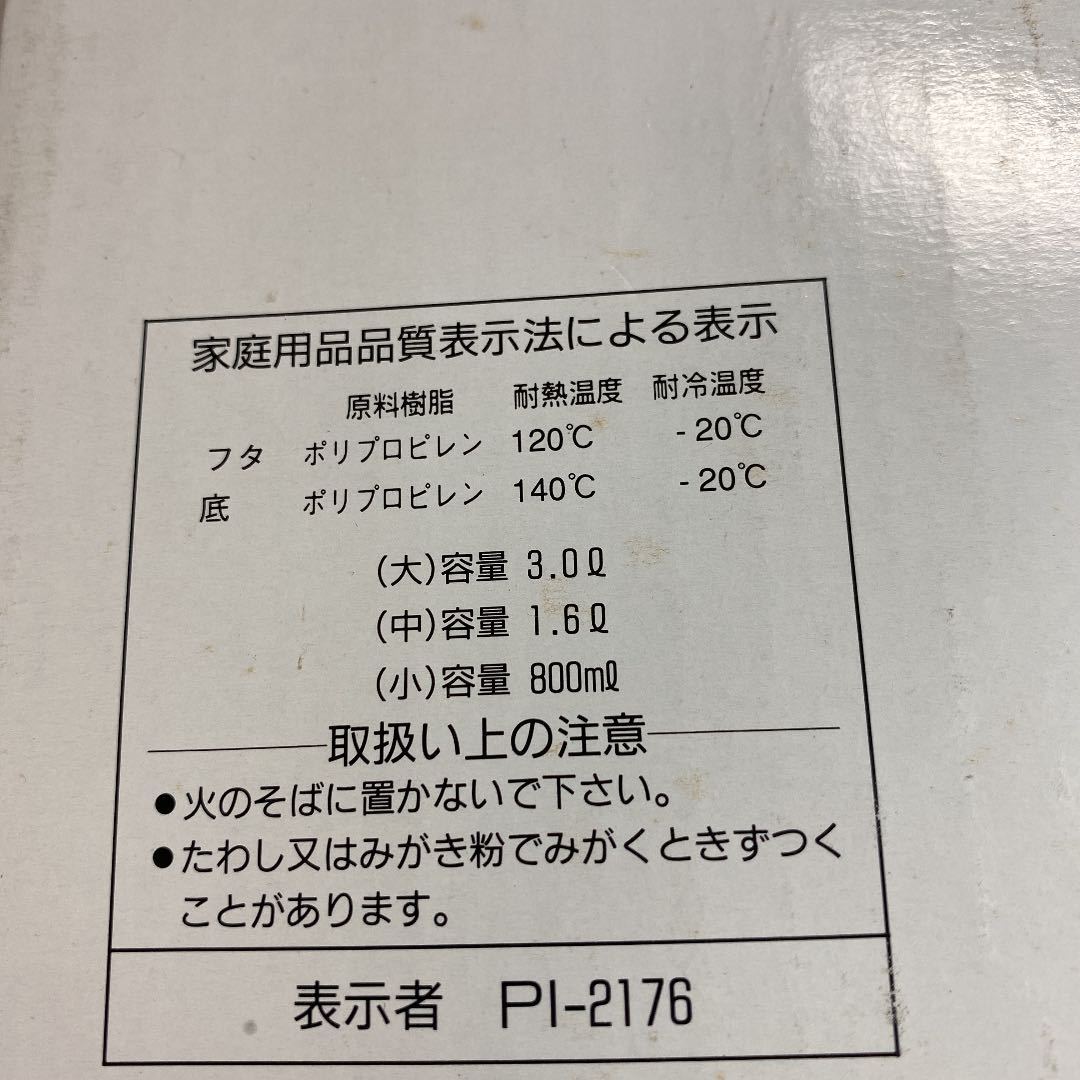 家庭用品品質表示法による表示
原料樹脂 耐熱温度 耐冷温度
フタ ポリプロピレン 120℃ -20℃
底 ポリプロピレン 140℃ -20℃
(大)容量 3.0ℓ
(中)容量 1.6ℓ
(小)容量 800mℓ
取扱い上の注意
●火のそばに置かないで下さい。
●たわし又はみがき粉でみがくときずつく
ことがあります。
表示者 PI-2176